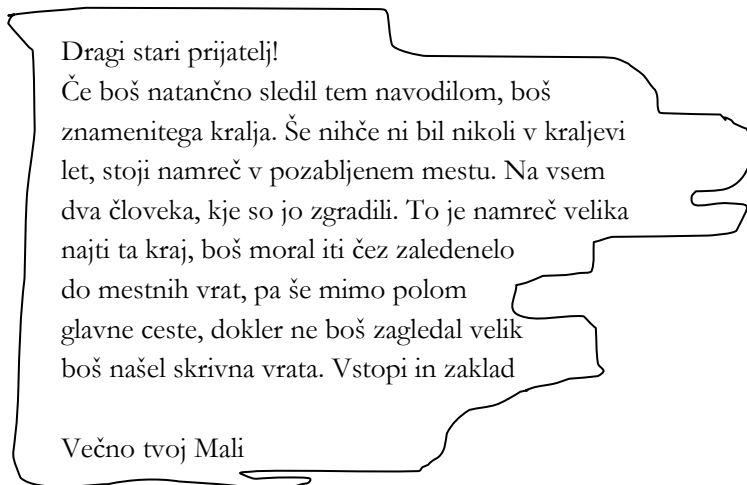 Dragi stari prijatelj!
Če boš natančno sledil tem navodilom, boš
znamenitega kralja. Še nihče ni bil nikoli v kraljevi
let, stoji namreč v pozabljenem mestu. Na vsem
dva človeka, kje so jo zgradili. To je namreč velika
najti ta kraj, boš moral iti čez zaledenelo
do mestnih vrat, pa še mimo polom
glavne ceste, dokler ne boš zagledal velik
boš našel skrivna vrata. Vstopi in zaklad
Večno tvoj Mali